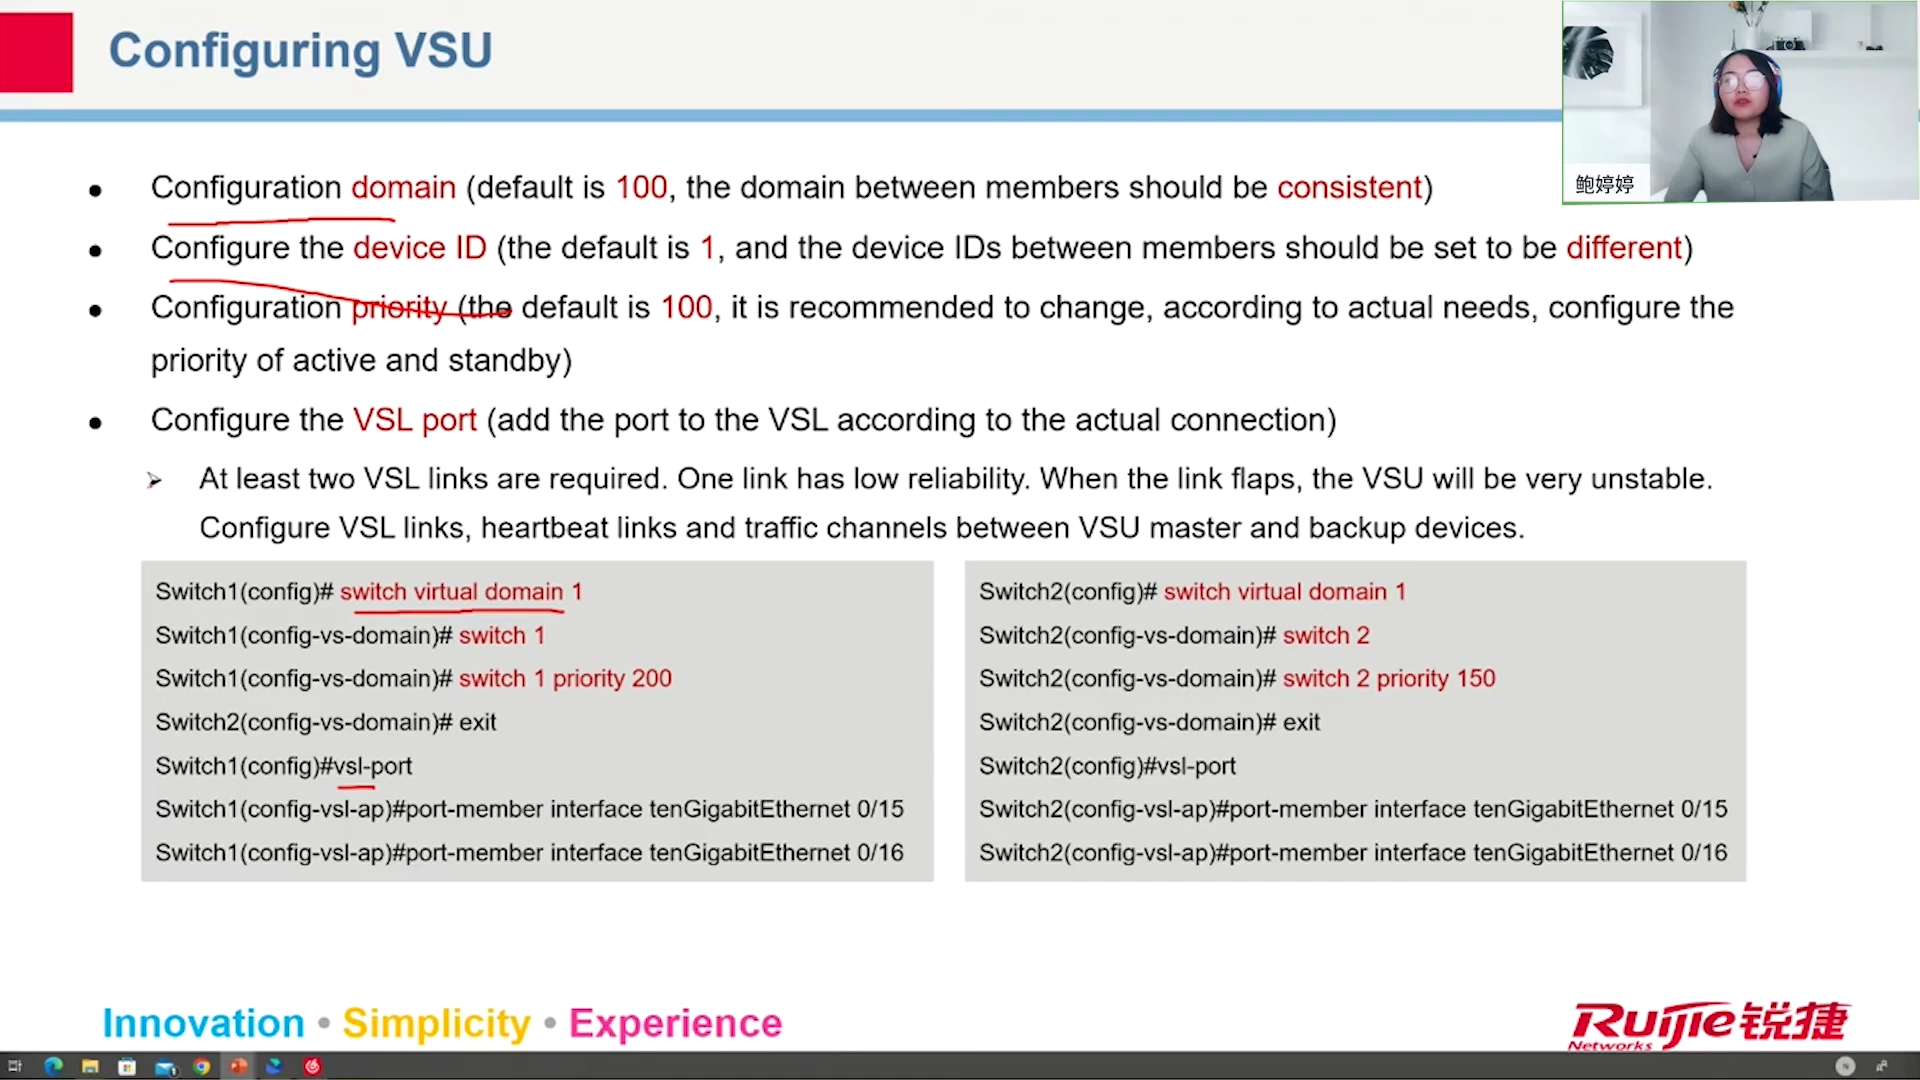 Configuring VSU
鲍婷婷
Configuration domain (default is 100, the domain between members should be consistent)
Configure the device ID (the default is 1, and the device IDs between members should be set to be different)
Configuration priority (the default is 100, it is recommended to change, according to actual needs, configure the
priority of active and standby)
Configure the VSL port (add the port to the VSL according to the actual connection)
At least two VSL links are required. One link has low reliability. When the link flaps, the VSU will be very unstable.
Configure VSL links, heartbeat links and traffic channels between VSU master and backup devices.
Switch1(config)# switch virtual domain 1
Switch1(config-vs-domain)# switch 1
Switch1(config-vs-domain)# switch 1 priority 200
Switch2(config-vs-domain)# exit
Switch1(config)#vsl-port
Switch1(config-vsl-ap)#port-member interface tenGigabitEthernet 0/15
Switch1(config-vsl-ap)#port-member interface tenGigabitEthernet 0/16
Switch2(config)# switch virtual domain 1
Switch2(config-vs-domain)# switch 2
Switch2(config-vs-domain)# switch 2 priority 150
Switch2(config-vs-domain)# exit
Switch2(config)#vsl-port
Switch2(config-vsl-ap)#port-member interface tenGigabitEthernet 0/15
Switch2(config-vsl-ap)#port-member interface tenGigabitEthernet 0/16
Innovation • Simplicity • Experience
Ruijie锐捷
Networks